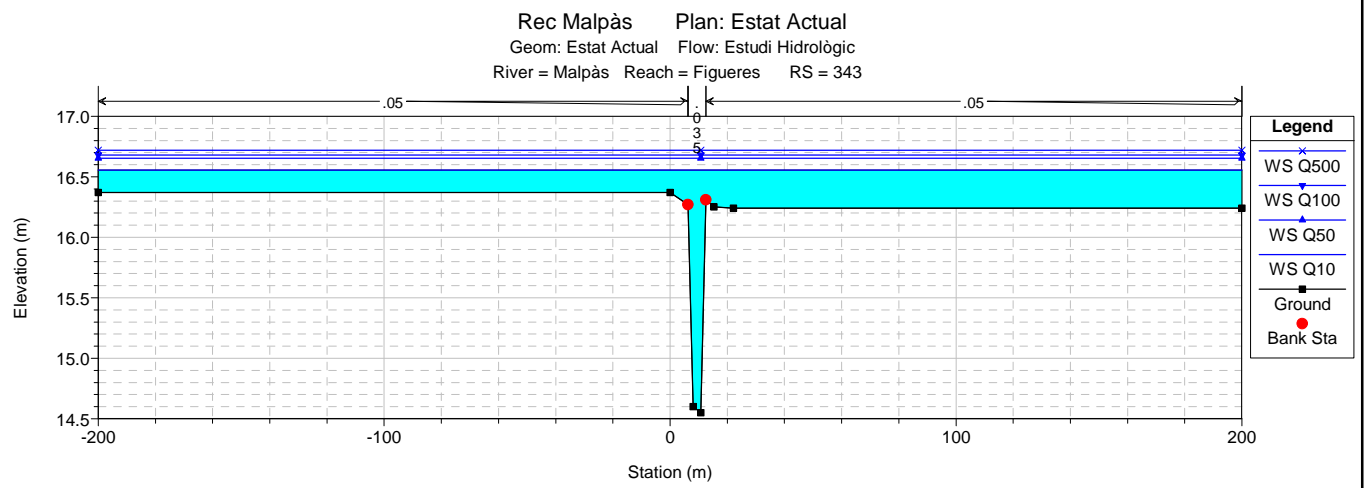 Rec Malpàs Plan: Estat Actual
Geom: Estat Actual Flow: Estudi Hidrològic
River = Malpàs Reach = Figueres RS = 343
.05
.
0
3
5
.05
17.0
16.5
16.0
15.5
15.0
14.5
-200
-100
0
100
200
Elevation (m)
Station (m)
Legend
WS Q500
WS Q100
WS Q50
WS Q10
Ground
Bank Sta